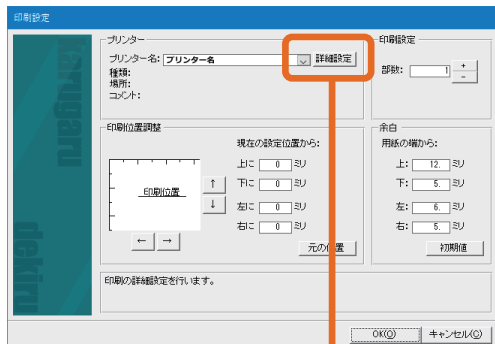 印刷設定
プリンター
プリンター名: プリンター名 詳細設定
種類:
場所:
コメント:
印刷設定
部数: 1 + -
印刷位置調整
現在の設定位置から:
印刷位置
↑
↓
← →
上に 0 ミリ
下に 0 ミリ
左に 0 ミリ
右に 0 ミリ
元の位置
余白
用紙の端から:
上: 12. ミリ
下: 5. ミリ
左: 6. ミリ
右: 5. ミリ
初期値
印刷の詳細設定を行います。
OK(O) キャンセル(C)
karugaru
dekiru